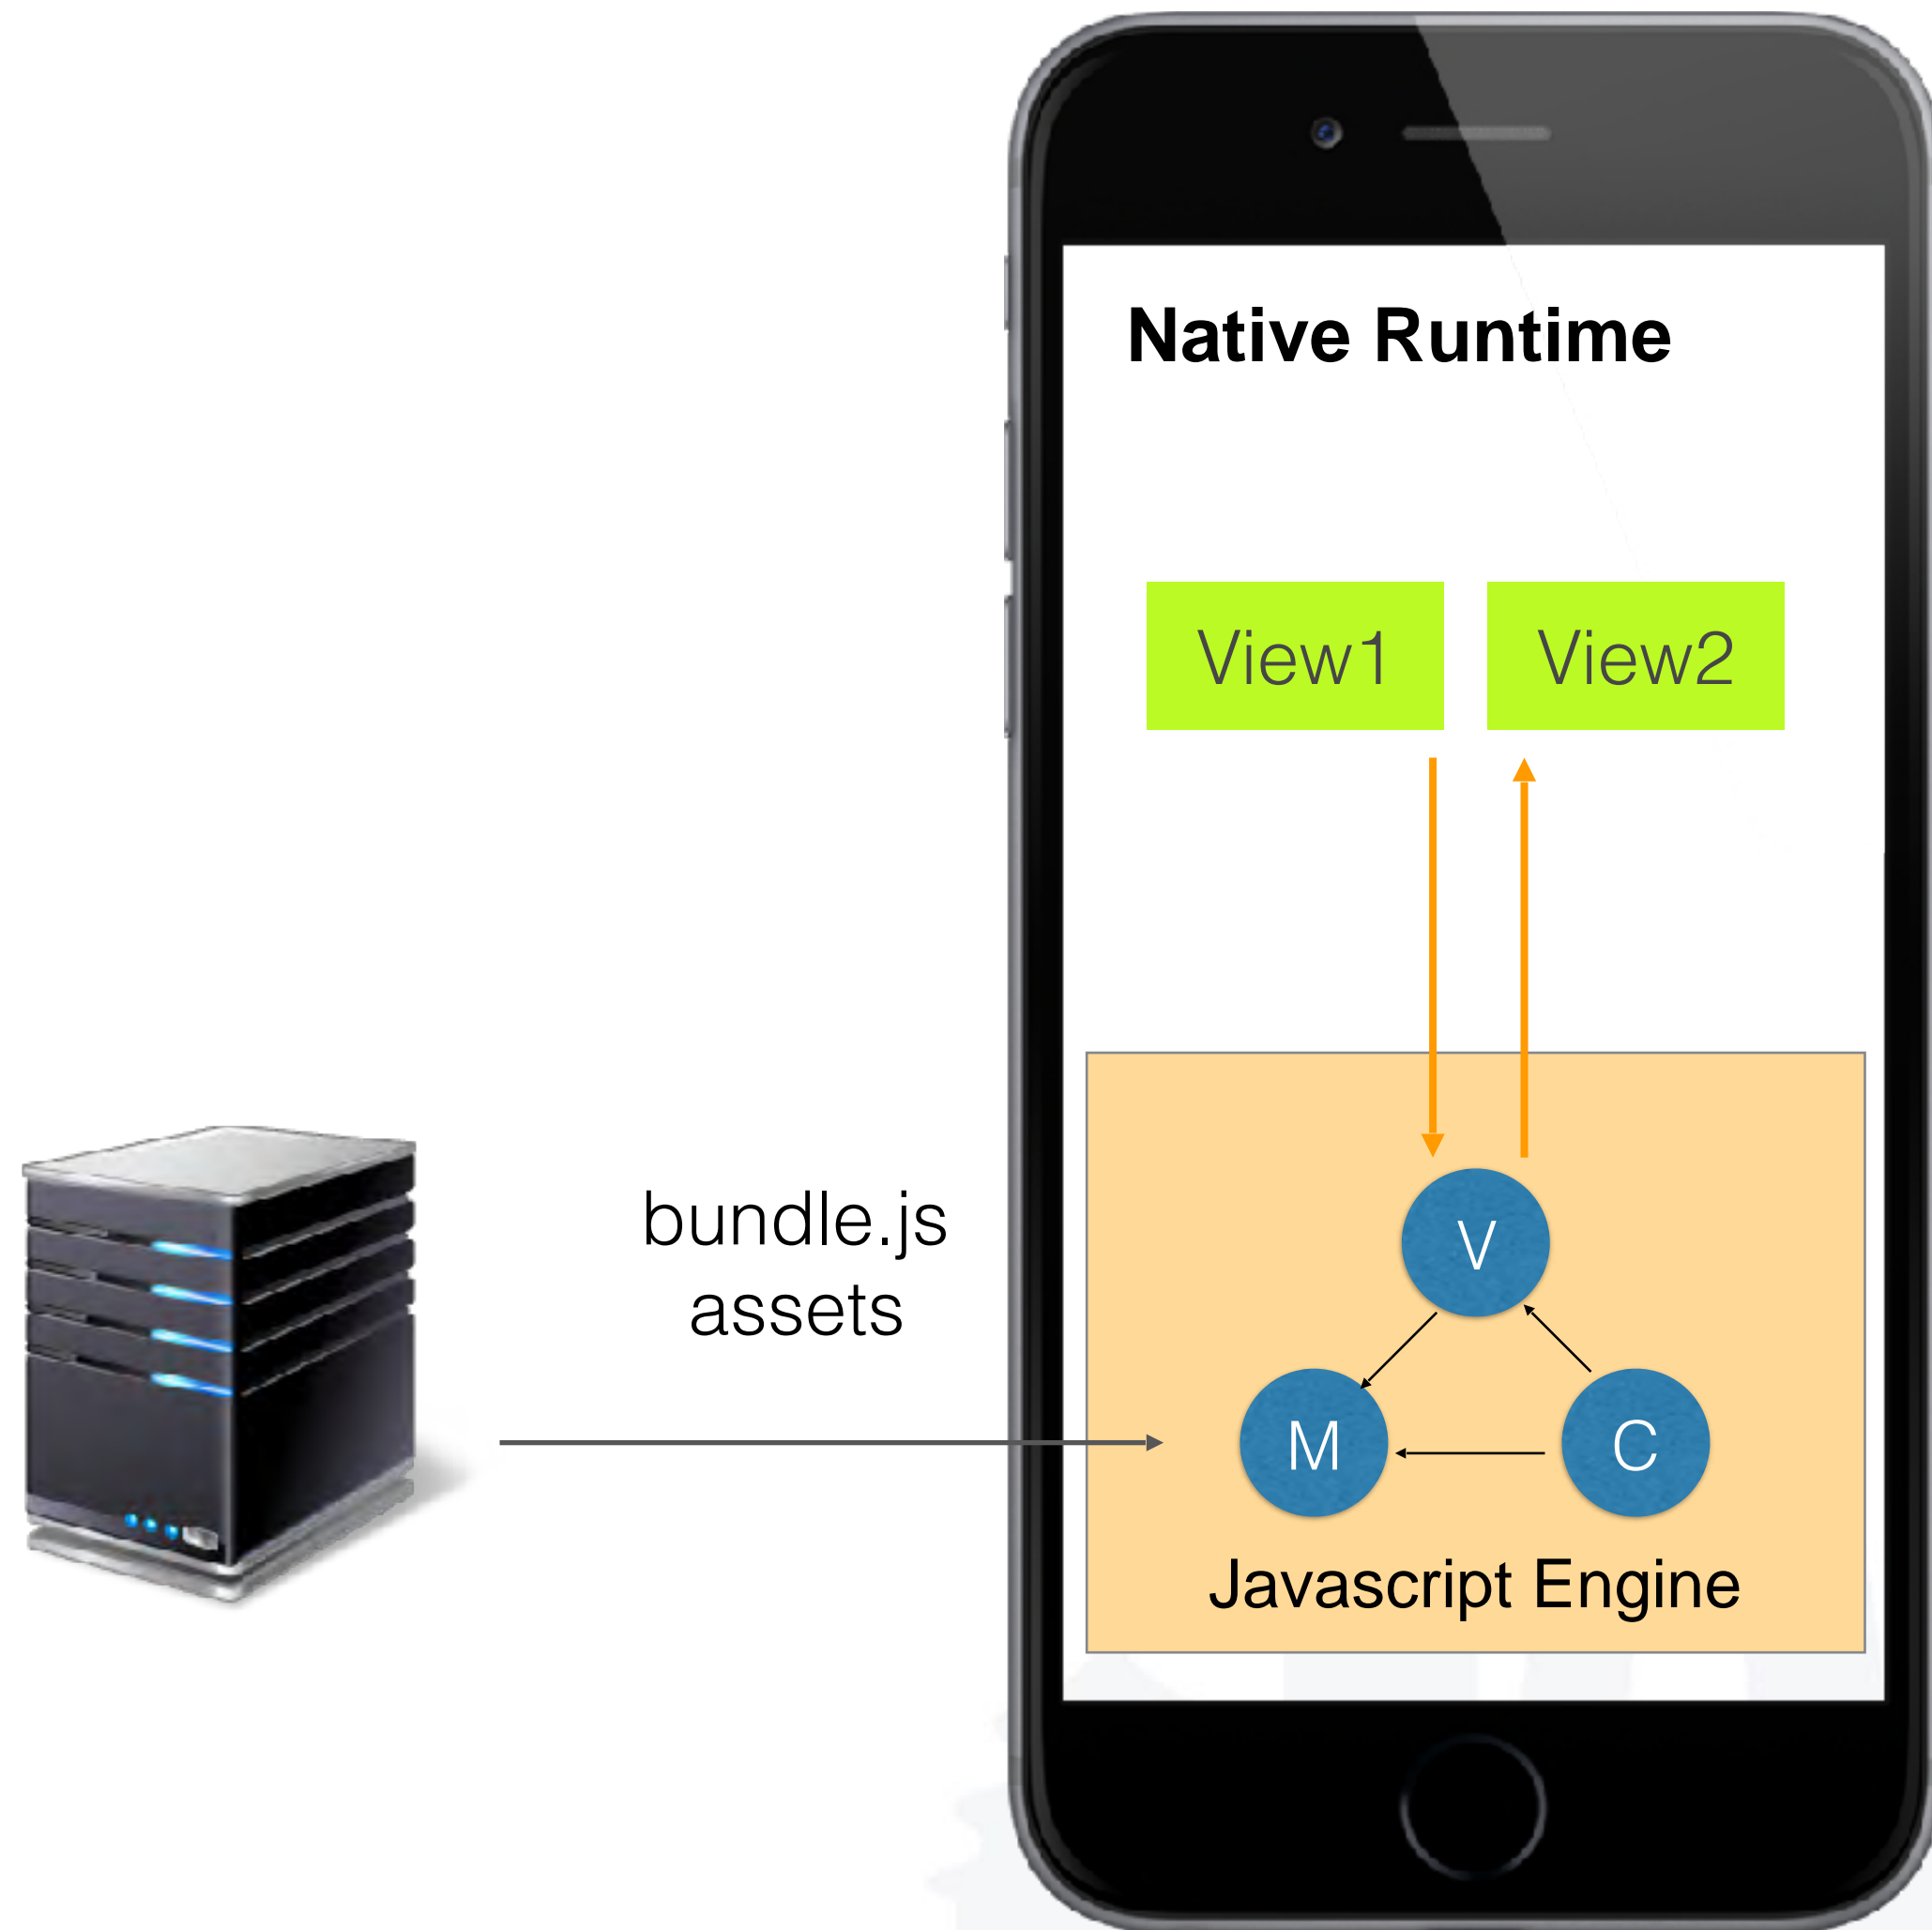 Native Runtime
View1
View2
bundle.js
assets
V
M
C
Javascript Engine